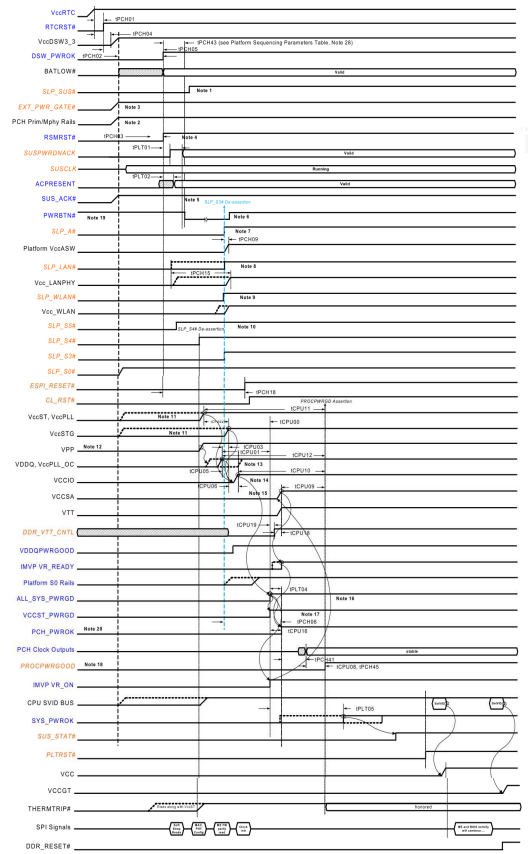 VccRTC
RTCRST#
tPCH01
VccDSW3_3
tPCH04
tPCH43 (see Platform Sequencing Parameters Table, Note 28)
DSW_PWROK
tPCH02
tPCH05
BATLOW#
Valid
SLP_SUS#
Note 1
EXT_PWR_GATE#
Note 3
PCH Prim/Mphy Rails
Note 2
RSMRST#
Note 4
SUSPWRDNACK
tPLT01
Valid
SUSCLK
Running
tPLT02
ACPRESENT
Valid
SUS_ACK#
Note 5
SLP_S3# De-assertion
PWRBTN#
Note 19
Note 6
SLP_A#
Note 7
Platform VccASW
tPCH09
SLP_LAN#
Note 8
Vcc_LANPHY
tPCH15
SLP_WLAN#
Note 9
Vcc_WLAN
SLP_S5#
SLP_S4# De-assertion
Note 10
SLP_S4#
SLP_S3#
SLP_S0#
ESPI_RESET#
tPCH18
CL_RST#
PROCPWRGD Assertion
tCPU11
VccST, VccPLL
Note 11
tCPU00
VccSTG
Note 11
tCPU03
VPP
Note 12
tCPU01
tCPU12
VDDQ, VccPLL_OC
Note 13
tCPU05
tCPU10
VCCIO
Note 14
tCPU06
tCPU09
VCCSA
Note 15
VTT
tCPU19
DDR_VTT_CNTL
tCPU18
VDDQPWRGOOD
IMVP VR_READY
Platform S0 Rails
tPLT04
ALL_SYS_PWRGD
Note 16
VCCST_PWRGD
Note 17
tPCH08
PCH_PWROK
Note 20
tCPU16
PCH Clock Outputs
stable
tPCH41
PROCPWRGOOD
Note 18
tCPU08, tPCH45
IMVP VR_ON
CPU SVID BUS
tPLT05
SYS_PWROK
SUS_STAT#
PLTRST#
VCC
VCCGT
THERMTRIP#
Rises along with VccST
honored
SPI Signals
DDR_RESET#